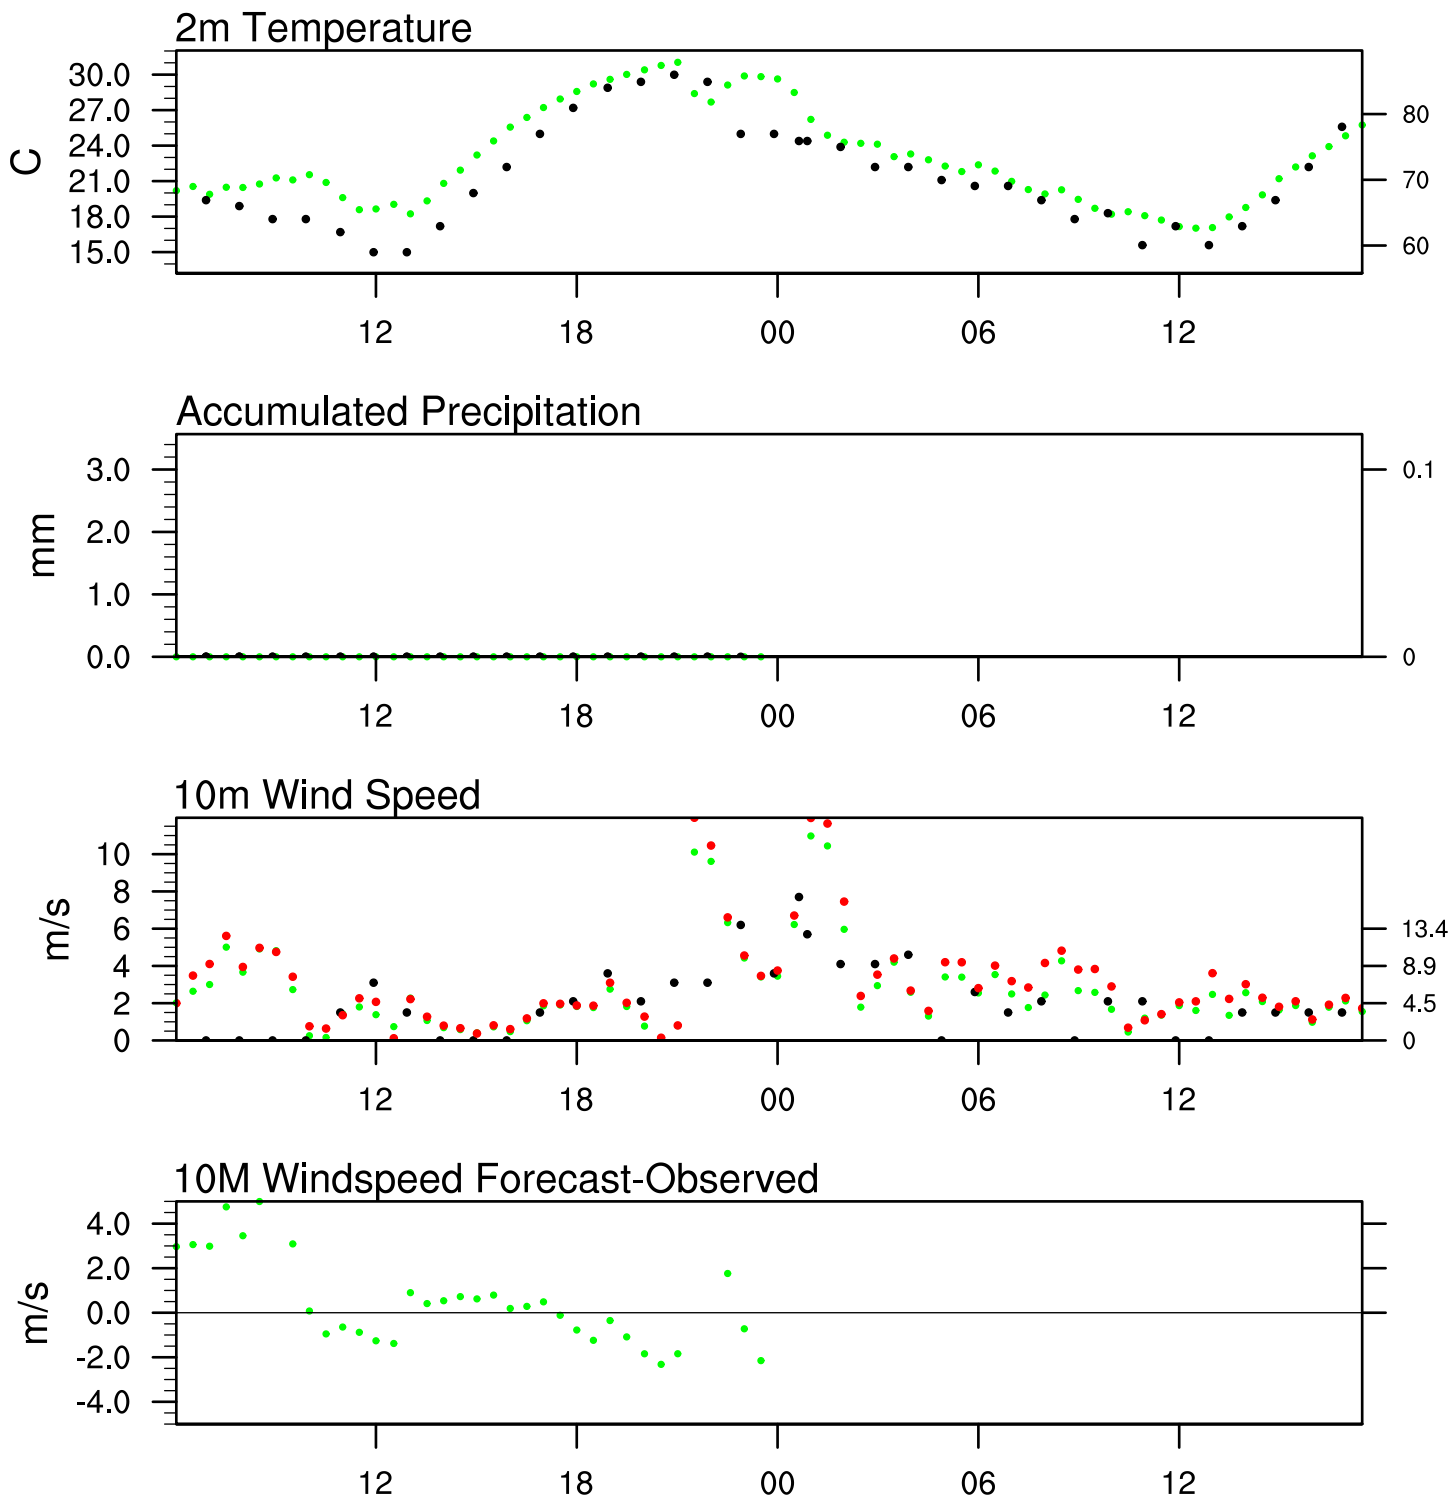 2m Temperature
30.0
27.0
24.0
21.0
18.0
15.0
C
80
70
60
12 18 00 06 12
Accumulated Precipitation
3.0
2.0
1.0
0.0
mm
0.1
0
12 18 00 06 12
10m Wind Speed
10
8
6
4
2
0
m/s
13.4
8.9
4.5
0
12 18 00 06 12
10M Windspeed Forecast-Observed
4.0
2.0
0.0
-2.0
-4.0
m/s
12 18 00 06 12